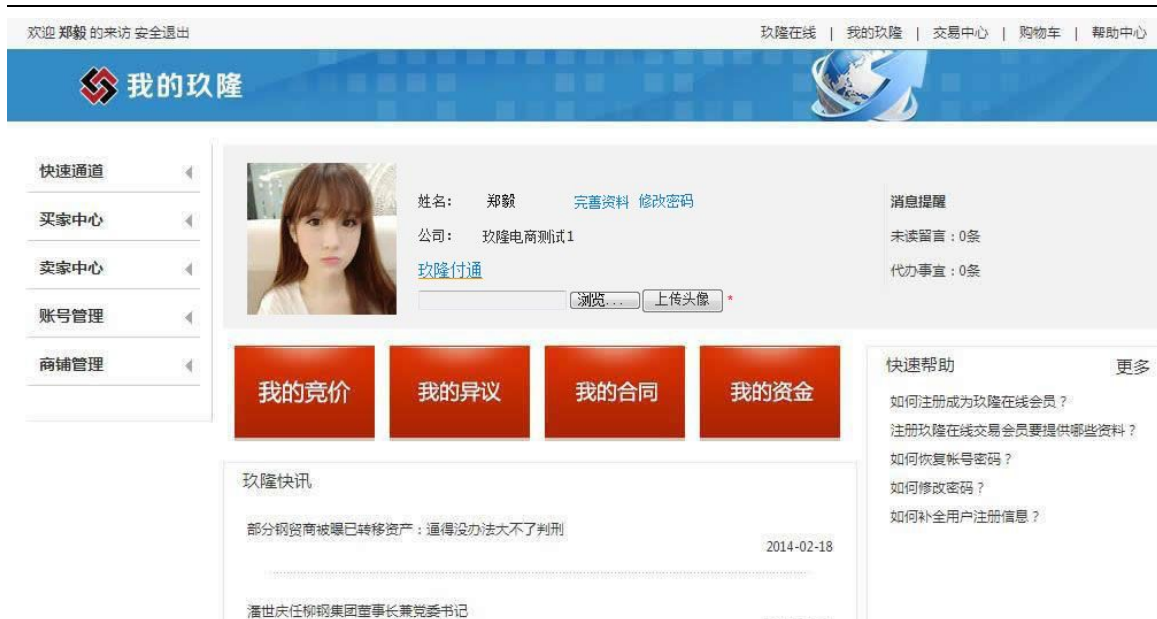 欢迎 郑毅 的来访 安全退出
玖隆在线 | 我的玖隆 | 交易中心 | 购物车 | 帮助中心
我的玖隆
快速通道
买家中心
卖家中心
账号管理
商铺管理
姓名: 郑毅 完善资料 修改密码
公司: 玖隆电商测试1
玖隆付通
浏览... 上传头像 *
消息提醒
未读留言：0条
代办事宜：0条
我的竞价 我的异议 我的合同 我的资金
快速帮助 更多
如何注册成为玖隆在线会员？
注册玖隆在线交易会员要提供哪些资料？
如何恢复帐号密码？
如何修改密码？
如何补全用户注册信息？
玖隆快讯
部分钢贸商被曝已转移资产：逼得没办法大不了判刑
2014-02-18
潘世庆任柳钢集团董事长兼党委书记